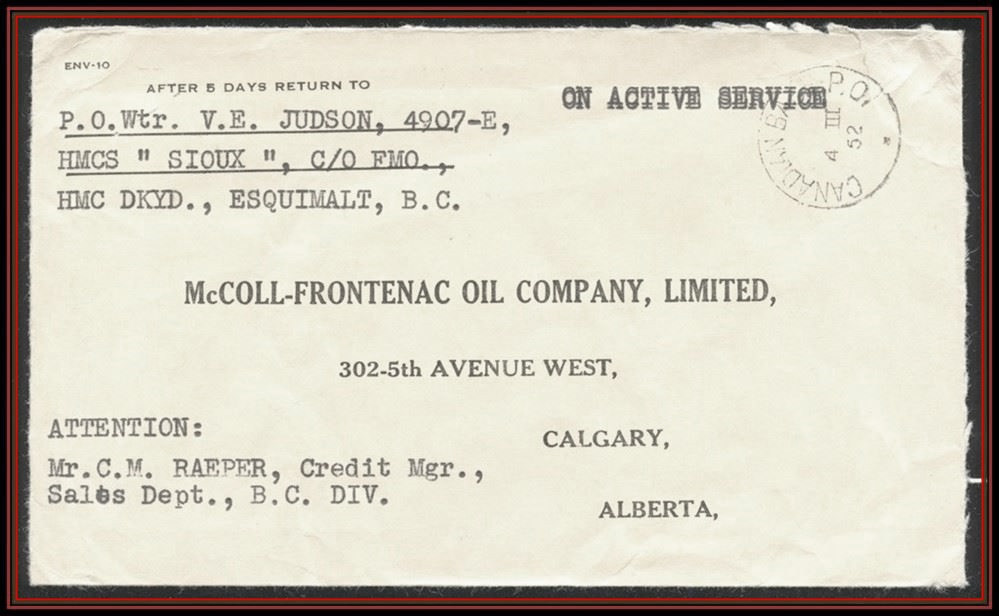 ENV-10
AFTER 5 DAYS RETURN TO
P.O.Wtr. V.E. JUDSON, 4907-E,
HMCS " SIOUX ", C/O FMO.,
HMC DKYD., ESQUIMALT, B.C.
ON ACTIVE SERVICE
CANADIAN BA P.O.
4 III 52
McCOLL-FRONTENAC OIL COMPANY, LIMITED,
302-5th AVENUE WEST,
CALGARY,
ALBERTA,
ATTENTION:
Mr.C.M. RAEPER, Credit Mgr.,
Sales Dept., B.C. DIV.